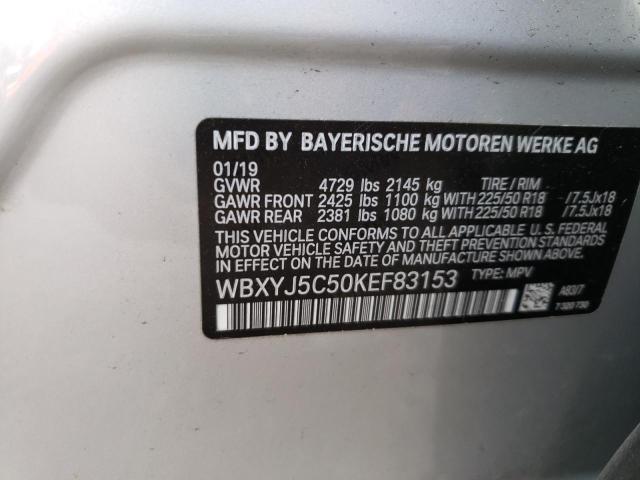 MFD BY BAYERISCHE MOTOREN WERKE AG
01/19
GVWR 4729 lbs 2145 kg TIRE / RIM
GAWR FRONT 2425 lbs 1100 kg WITH 225/50 R18 /7.5Jx18
GAWR REAR 2381 lbs 1080 kg WITH 225/50 R18 /7.5Jx18
THIS VEHICLE CONFORMS TO ALL APPLICABLE U. S. FEDERAL
MOTOR VEHICLE SAFETY AND THEFT PREVENTION STANDARDS
IN EFFECT ON THE DATE OF MANUFACTURE SHOWN ABOVE.
WBXYJ5C50KEF83153 TYPE: MPV